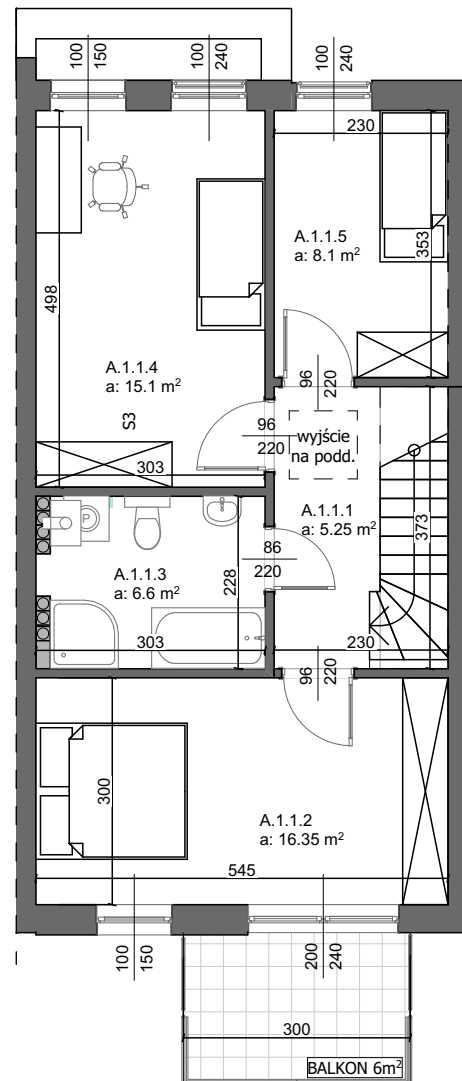 100
150
100
240
100
240
230
A.1.1.5
a: 8.1 m²
353
498
A.1.1.4
a: 15.1 m²
S3
96
220
96
220
wyjście
na podd.
303
A.1.1.1
a: 5.25 m²
373
P
86
220
A.1.1.3
a: 6.6 m²
228
303
230
96
220
300
A.1.1.2
a: 16.35 m²
545
100
150
200
240
300
BALKON 6m²